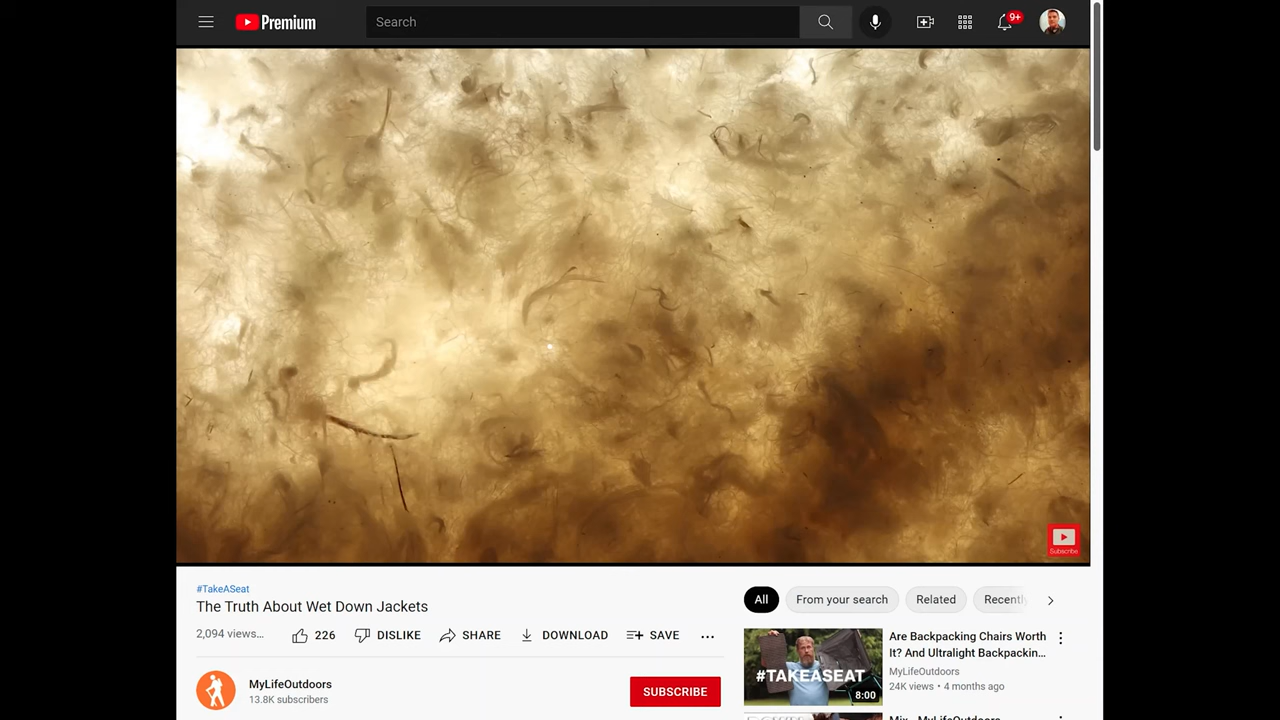 Premium
Search
9+
Subscribe
#TakeASeat
The Truth About Wet Down Jackets
2,094 views...
226
DISLIKE
SHARE
DOWNLOAD
SAVE
MyLifeOutdoors
13.8K subscribers
SUBSCRIBE
All
From your search
Related
Recently
#TAKEASEAT
8:00
Are Backpacking Chairs Worth
It? And Ultralight Backpackin...
MyLifeOutdoors
24K views • 4 months ago
Mix - MyLifeOutdoors